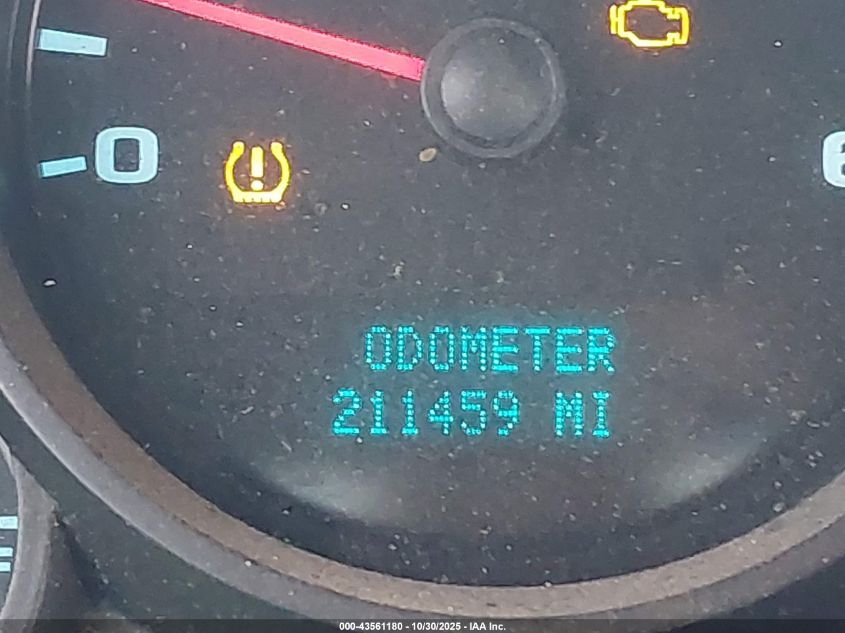 0
6
ODOMETER
211459 MI
000-43561180 - 10/30/2025 - IAA Inc.